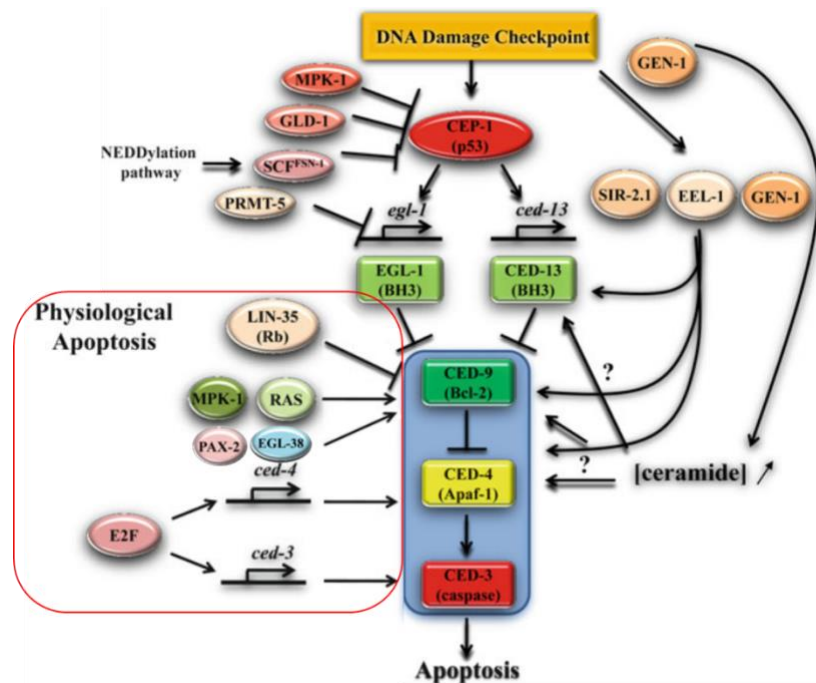 DNA Damage Checkpoint
GEN-1
MPK-1
GLD-1
CEP-1
(p53)
NEDDylation
pathway
SCFFSN-1
PRMT-5
egl-1
ced-13
SIR-2.1
EEL-1
GEN-1
EGL-1
(BH3)
CED-13
(BH3)
Physiological
Apoptosis
LIN-35
(Rb)
MPK-1
RAS
CED-9
(Bcl-2)
?
PAX-2
EGL-38
ced-4
?
[ceramide]
CED-4
(Apaf-1)
E2F
ced-3
CED-3
(caspase)
Apoptosis